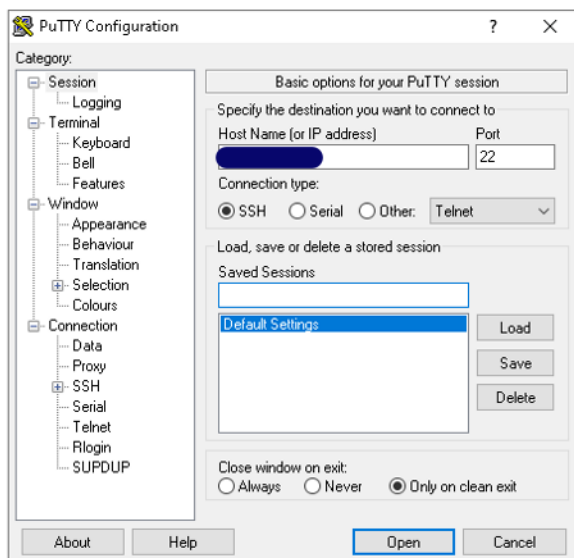 PuTTY Configuration
?
Category:
Session
Logging
Terminal
Keyboard
Bell
Features
Window
Appearance
Behaviour
Translation
Selection
Colours
Connection
Data
Proxy
SSH
Serial
Telnet
Rlogin
SUPDUP
Basic options for your PuTTY session
Specify the destination you want to connect to
Host Name (or IP address) Port
22
Connection type:
SSH Serial Other: Telnet
Load, save or delete a stored session
Saved Sessions
Default Settings
Load
Save
Delete
Close window on exit:
Always Never Only on clean exit
About Help Open Cancel